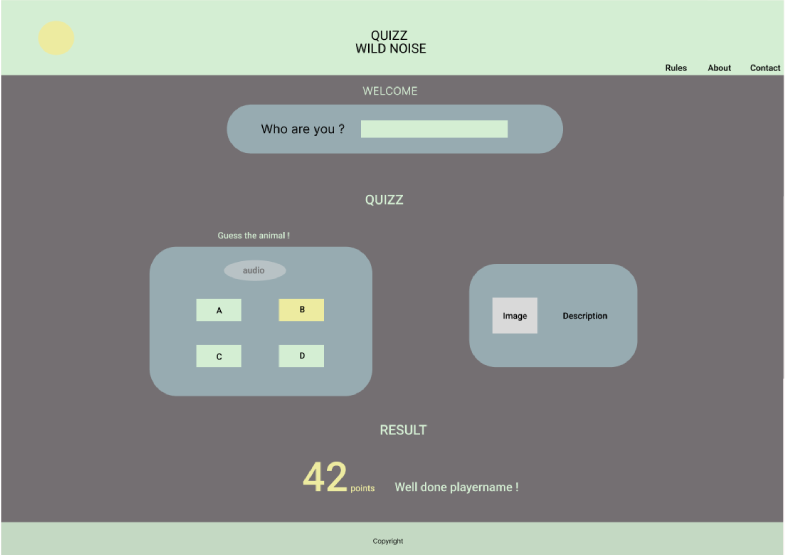 QUIZZ
WILD NOISE
Rules About Contact
WELCOME
Who are you ?
QUIZZ
Guess the animal !
audio
A B
C D
Image Description
RESULT
42 points Well done playername !
Copyright